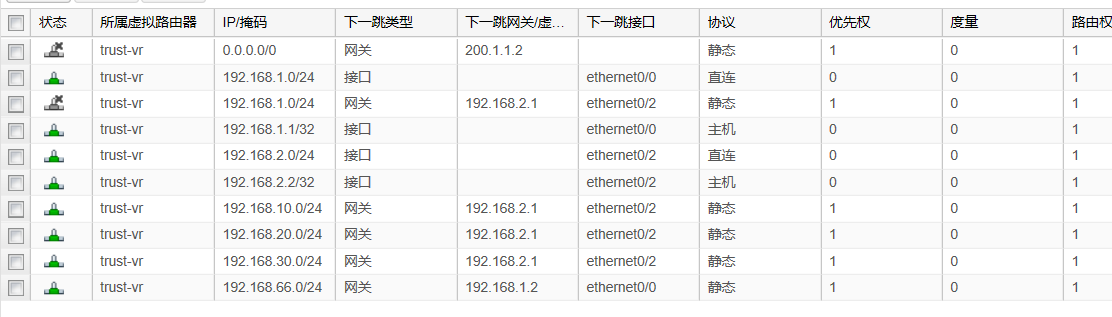 状态 所属虚拟路由器 IP/掩码 下一跳类型 下一跳网关/虚... 下一跳接口 协议 优先权 度量 路由权
trust-vr 0.0.0.0/0 网关 200.1.1.2 静态 1 0 1
trust-vr 192.168.1.0/24 接口 ethernet0/0 直连 0 0 1
trust-vr 192.168.1.0/24 网关 192.168.2.1 ethernet0/2 静态 1 0 1
trust-vr 192.168.1.1/32 接口 ethernet0/0 主机 0 0 1
trust-vr 192.168.2.0/24 接口 ethernet0/2 直连 0 0 1
trust-vr 192.168.2.2/32 接口 ethernet0/2 主机 0 0 1
trust-vr 192.168.10.0/24 网关 192.168.2.1 ethernet0/2 静态 1 0 1
trust-vr 192.168.20.0/24 网关 192.168.2.1 ethernet0/2 静态 1 0 1
trust-vr 192.168.30.0/24 网关 192.168.2.1 ethernet0/2 静态 1 0 1
trust-vr 192.168.66.0/24 网关 192.168.1.2 ethernet0/0 静态 1 0 1